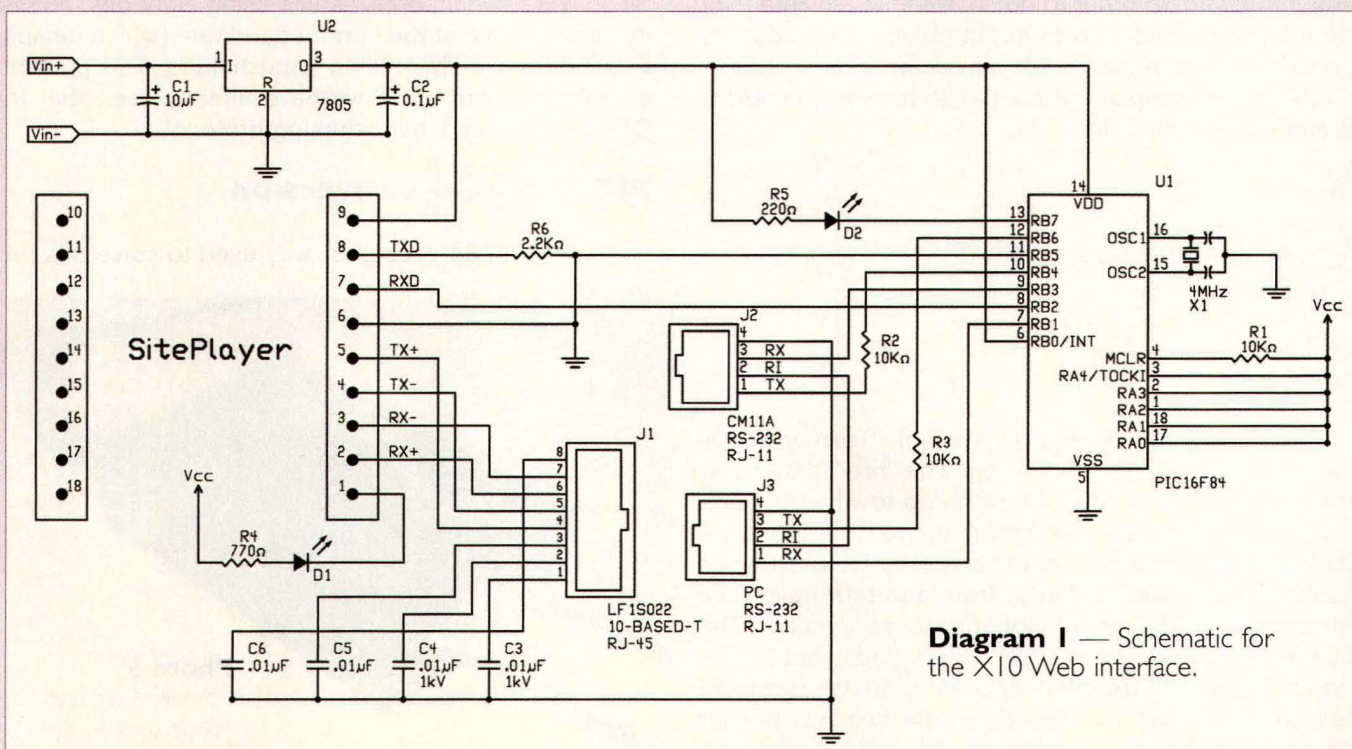 U2
Vin+
1
I
O
3
R
2
7805
+
C1
10µF
+
C2
0.1µF
Vin-
10
11
12
13
14
15
16
17
18
SitePlayer
9
8
TXD
7
RXD
6
5
TX+
4
TX-
3
RX-
2
RX+
1
R6
2.2KΩ
Vcc
R4
770Ω
D1
J1
8
7
6
5
4
3
2
1
LF1S022
10-BASED-T
RJ-45
C6
.01µF
C5
.01µF
C4
.01µF
1kV
C3
.01µF
1kV
R5
220Ω
D2
J2
4
3
RX
2
RI
1
TX
CM11A
RS-232
RJ-11
R2
10KΩ
R3
10KΩ
J3
4
3
TX
2
RI
1
RX
PC
RS-232
RJ-11
U1
14
VDD
13
RB7
12
RB6
11
RB5
10
RB4
9
RB3
8
RB2
7
RB1
6
RB0/INT
OSC1
16
OSC2
15
4MHz
X1
Vcc
R1
10KΩ
MCLR
4
RA4/TOCKI
3
RA3
2
RA2
1
RA1
18
RA0
17
VSS
5
PIC16F84
Diagram 1 — Schematic for
the X10 Web interface.